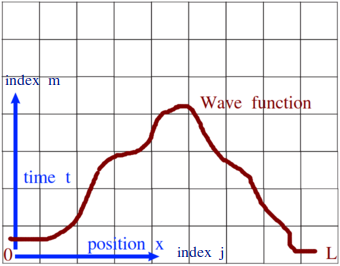 index m
Wave function
time t
position x
index j
0
L